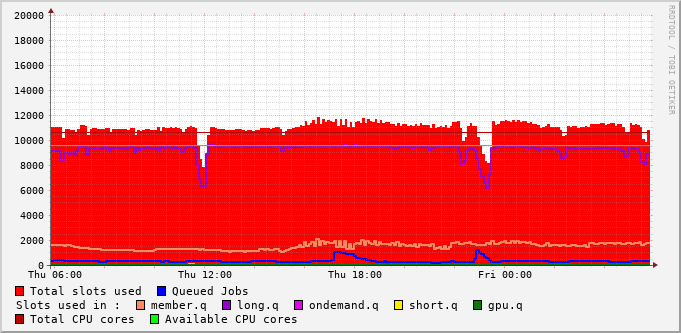 20000
18000
16000
14000
12000
10000
8000
6000
4000
2000
0
Thu 06:00 Thu 12:00 Thu 18:00 Fri 00:00
RRDTOOL / TOBI OETIKER
Total slots used Queued Jobs
Slots used in : member.q long.q ondemand.q short.q gpu.q
Total CPU cores Available CPU cores